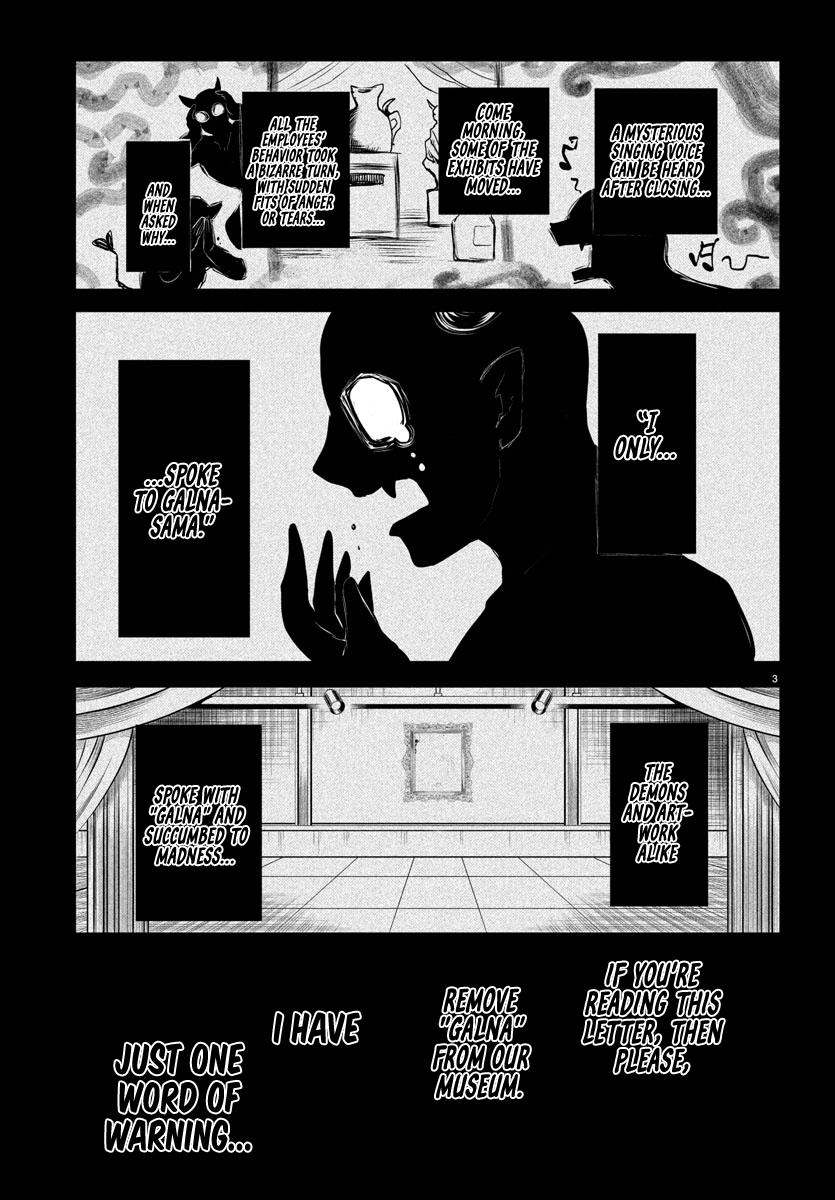 A MYSTERIOUS
SINGING VOICE
CAN BE HEARD
AFTER CLOSING...
COME
MORNING,
SOME OF THE
EXHIBITS HAVE
MOVED...
ALL THE
EMPLOYEES'
BEHAVIOR TOOK
A BIZARRE TURN,
WITH SUDDEN
FITS OF ANGER
OR TEARS...
AND
WHEN
ASKED
WHY...
"I
ONLY...
...SPOKE
TO GALNA-
SAMA."
3
THE
DEMONS
AND ART-
WORK
ALIKE
SPOKE WITH
"GALNA" AND
SUCCUMBED TO
MADNESS...
IF YOU'RE
READING THIS
LETTER, THEN
PLEASE,
REMOVE
"GALNA"
FROM OUR
MUSEUM.
I HAVE
JUST ONE
WORD OF
WARNING...